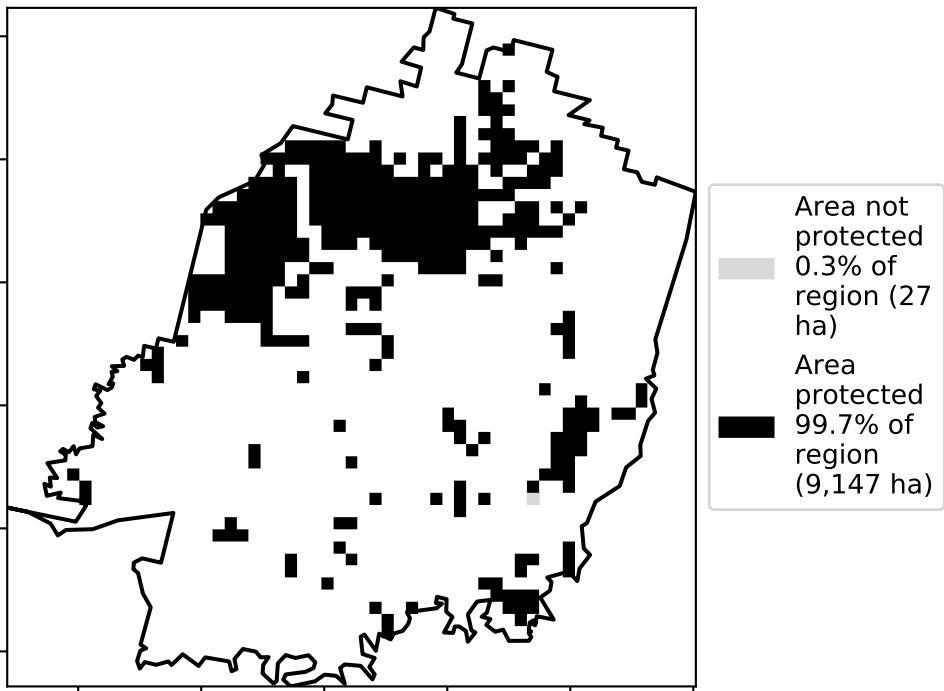 Area not
protected
0.3% of
region (27
ha)
Area
protected
99.7% of
region
(9,147 ha)